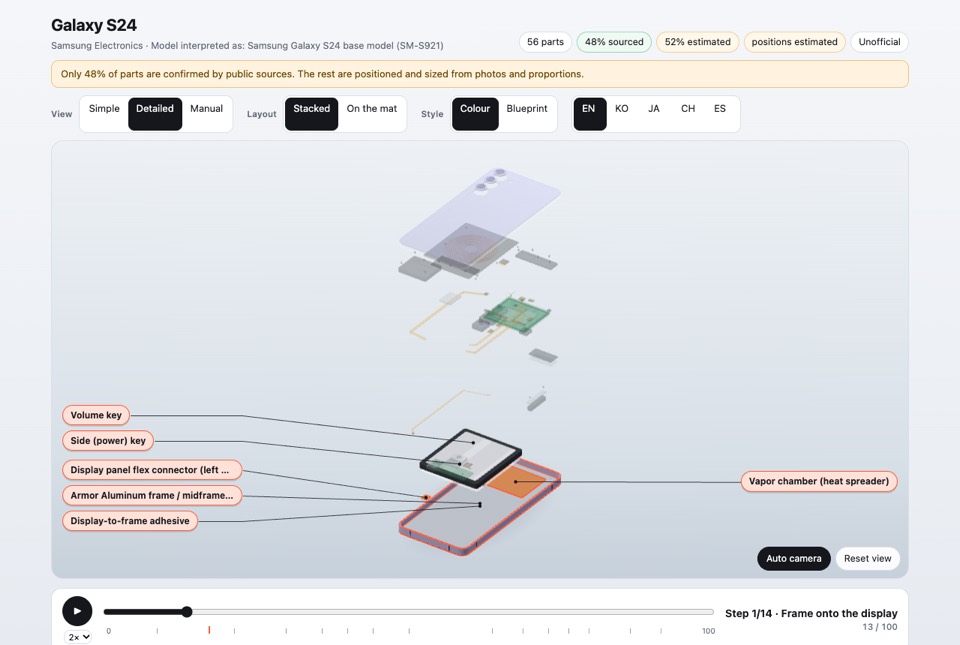 Galaxy S24
Samsung Electronics · Model interpreted as: Samsung Galaxy S24 base model (SM-S921)
56 parts
48% sourced
52% estimated
positions estimated
Unofficial
Only 48% of parts are confirmed by public sources. The rest are positioned and sized from photos and proportions.
View
Simple
Detailed
Manual
Layout
Stacked
On the mat
Style
Colour
Blueprint
EN
KO
JA
CH
ES
Volume key
Side (power) key
Display panel flex connector (left ...
Armor Aluminum frame / midframe...
Display-to-frame adhesive
Vapor chamber (heat spreader)
Auto camera
Reset view
0
100
Step 1/14 · Frame onto the display
13 / 100
2×